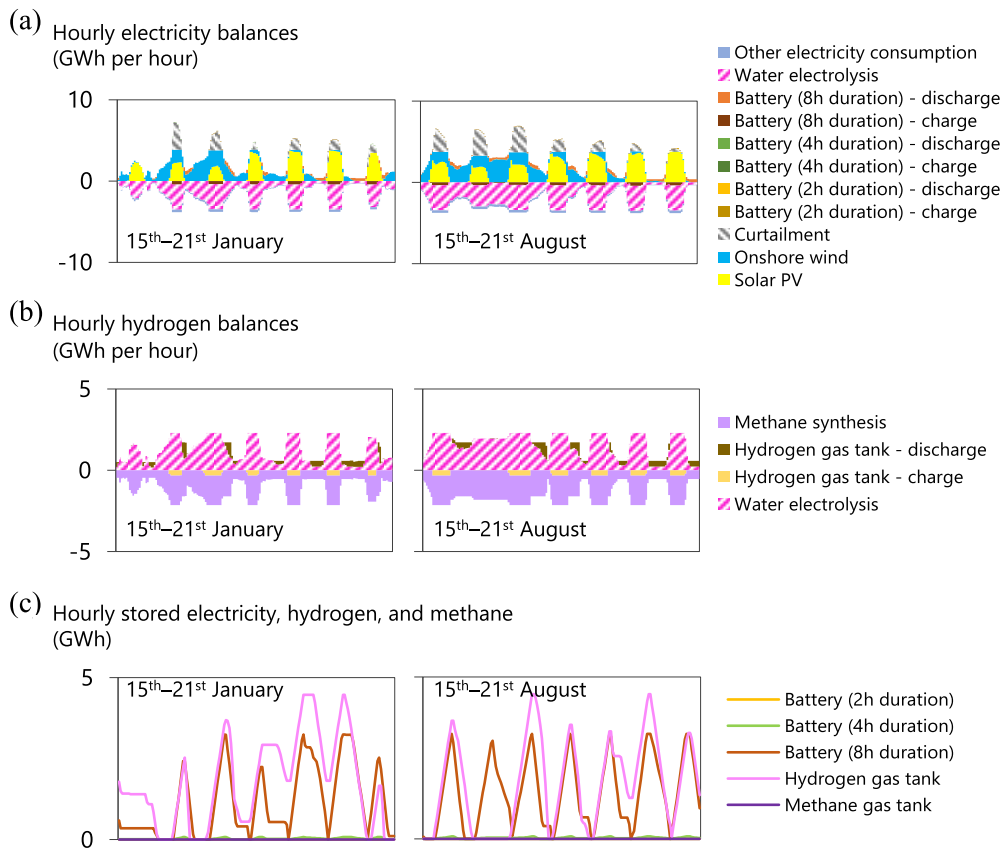 (a)
Hourly electricity balances
(GWh per hour)
10
0
-10
15th–21st January
15th–21st August
Other electricity consumption
Water electrolysis
Battery (8h duration) - discharge
Battery (8h duration) - charge
Battery (4h duration) - discharge
Battery (4h duration) - charge
Battery (2h duration) - discharge
Battery (2h duration) - charge
Curtailment
Onshore wind
Solar PV
(b)
Hourly hydrogen balances
(GWh per hour)
5
0
-5
15th–21st January
15th–21st August
Methane synthesis
Hydrogen gas tank - discharge
Hydrogen gas tank - charge
Water electrolysis
(c)
Hourly stored electricity, hydrogen, and methane
(GWh)
5
0
15th–21st January
15th–21st August
Battery (2h duration)
Battery (4h duration)
Battery (8h duration)
Hydrogen gas tank
Methane gas tank